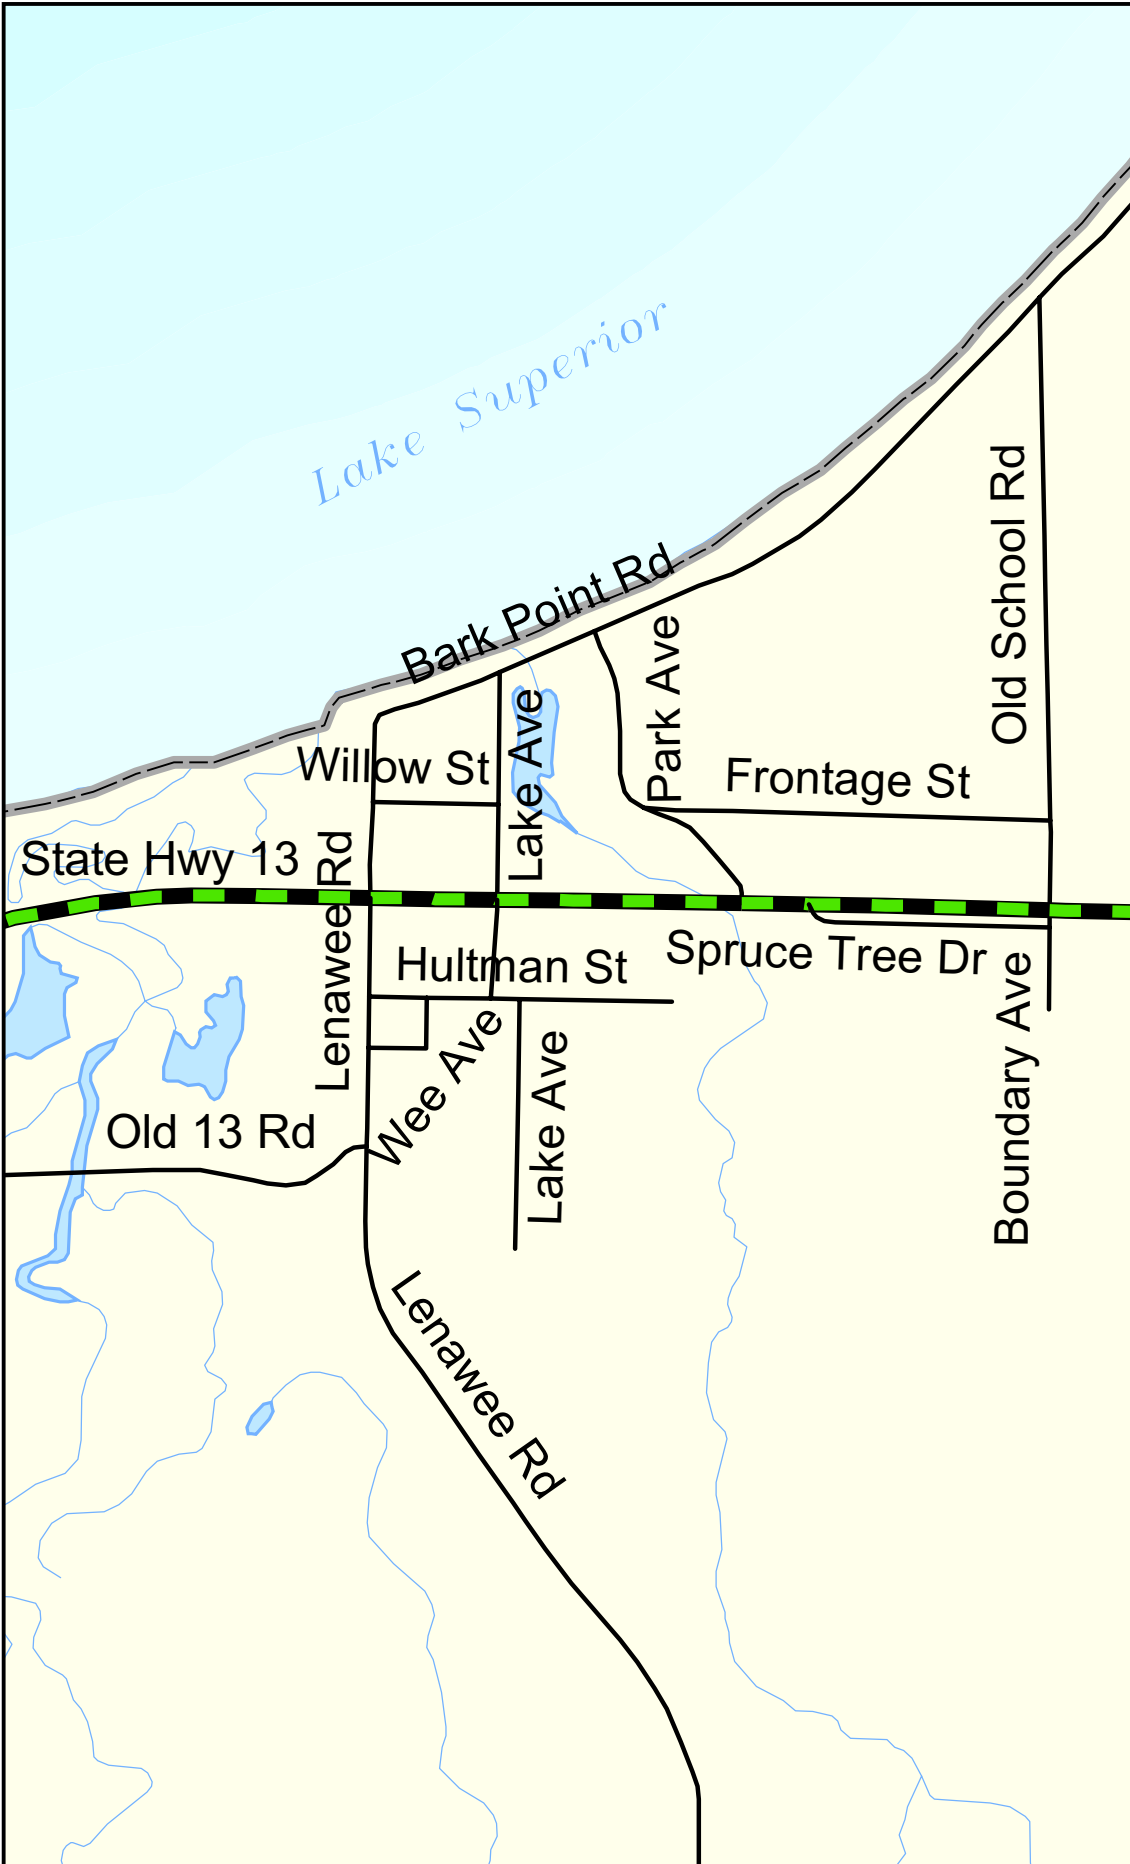 Lake Superior
Bark Point Rd
Old School Rd
Park Ave
Lake Ave
Willow St
Frontage St
State Hwy 13
Lenawee Rd
Hultman St
Spruce Tree Dr
Boundary Ave
Wee Ave
Lake Ave
Old 13 Rd
Lenawee Rd